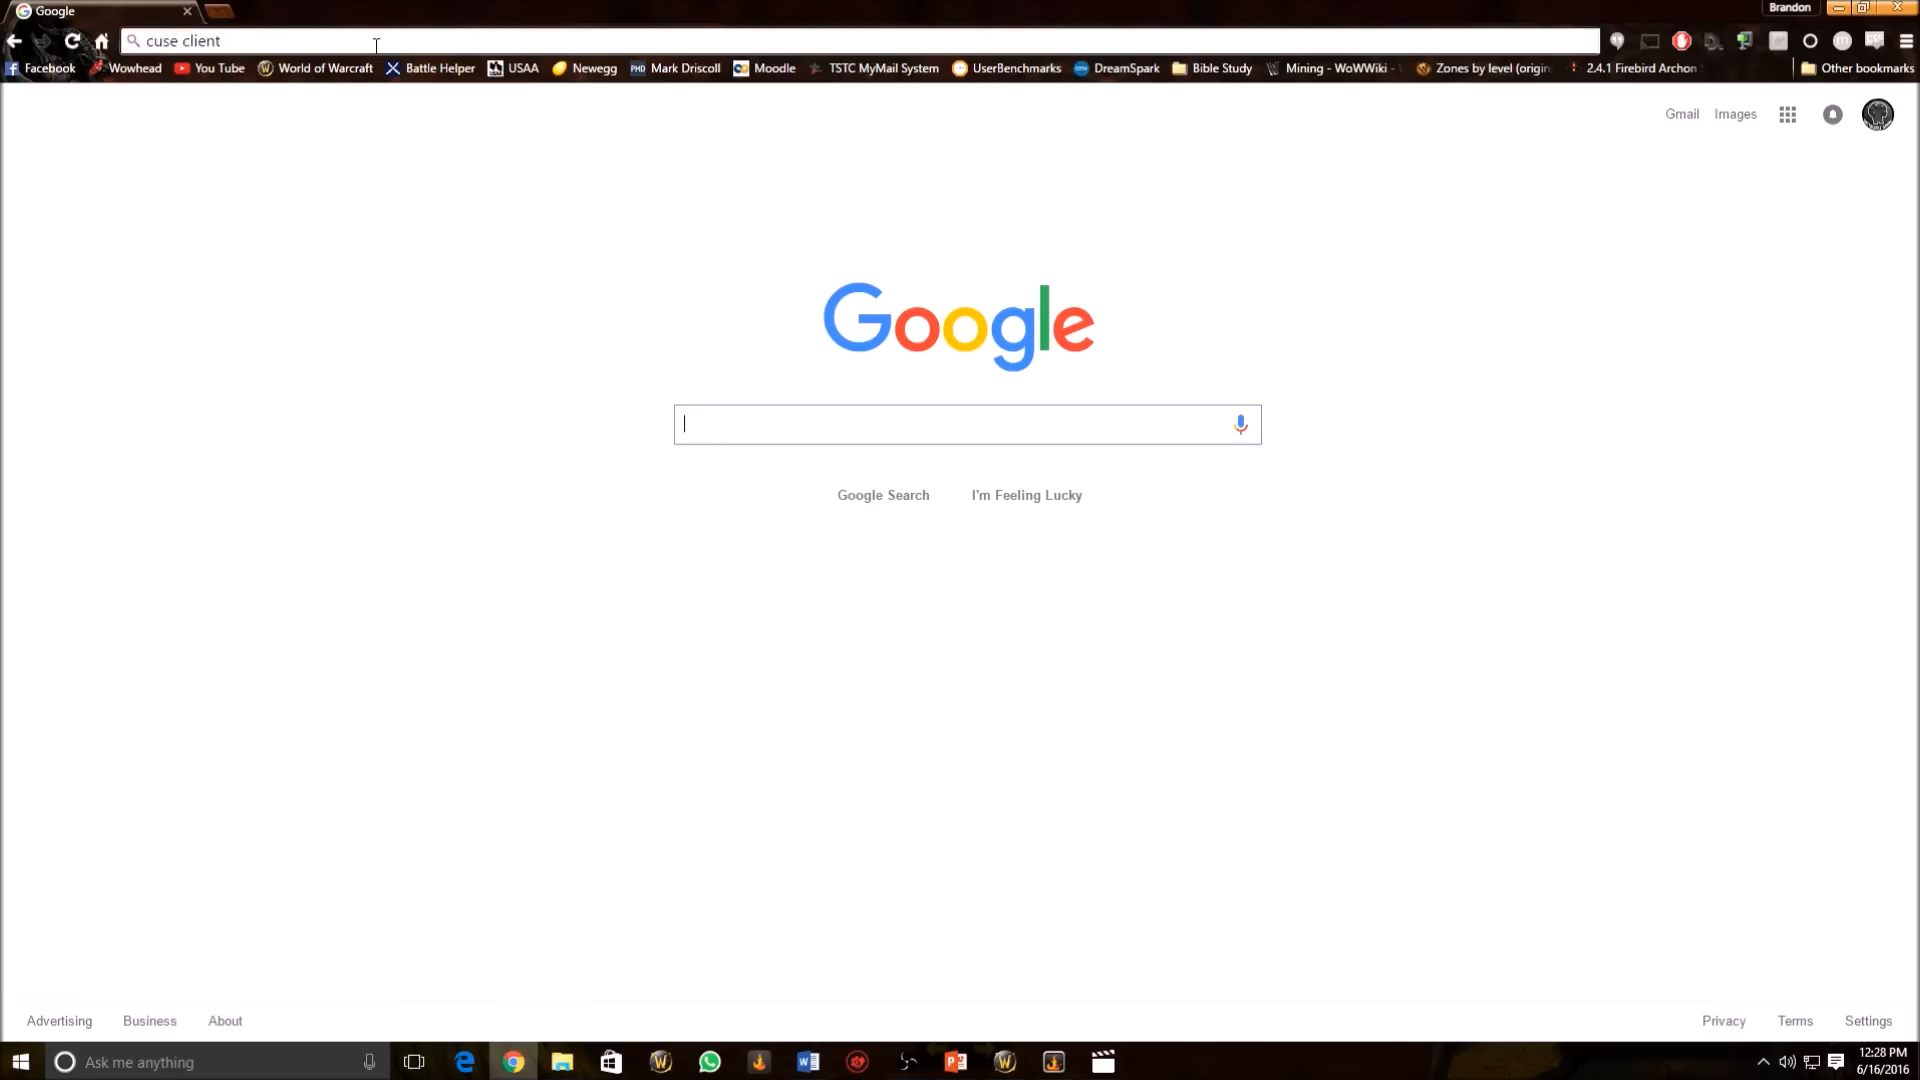 Google
Brandon
cuse client
Facebook Wowhead You Tube World of Warcraft Battle Helper USAA Newegg Mark Driscoll Moodle TSTC MyMail System UserBenchmarks DreamSpark Bible Study Mining - WoWWiki - Zones by level (origin 2.4.1 Firebird Archon Other bookmarks
Gmail Images
Google
Google Search I'm Feeling Lucky
Advertising Business About Privacy Terms Settings
Ask me anything
12:28 PM
6/16/2016